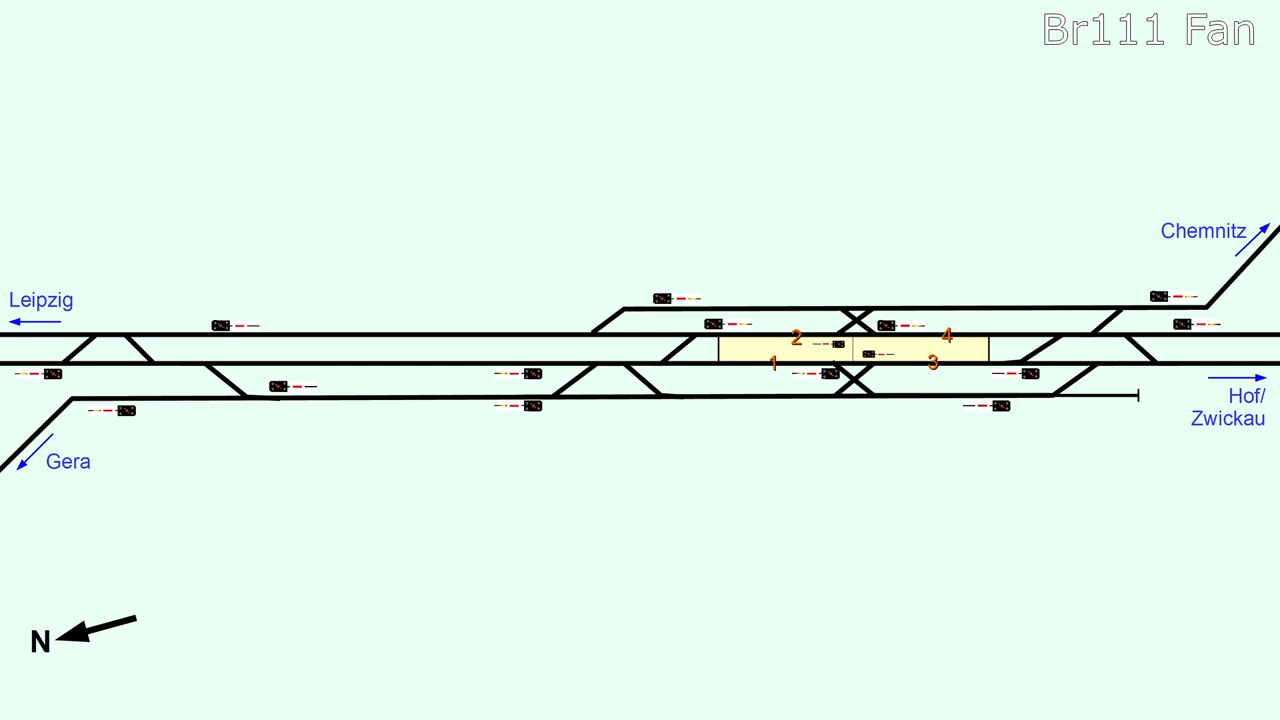 Br111 Fan
Chemnitz
Leipzig
2
4
1
3
Hof/
Zwickau
Gera
N